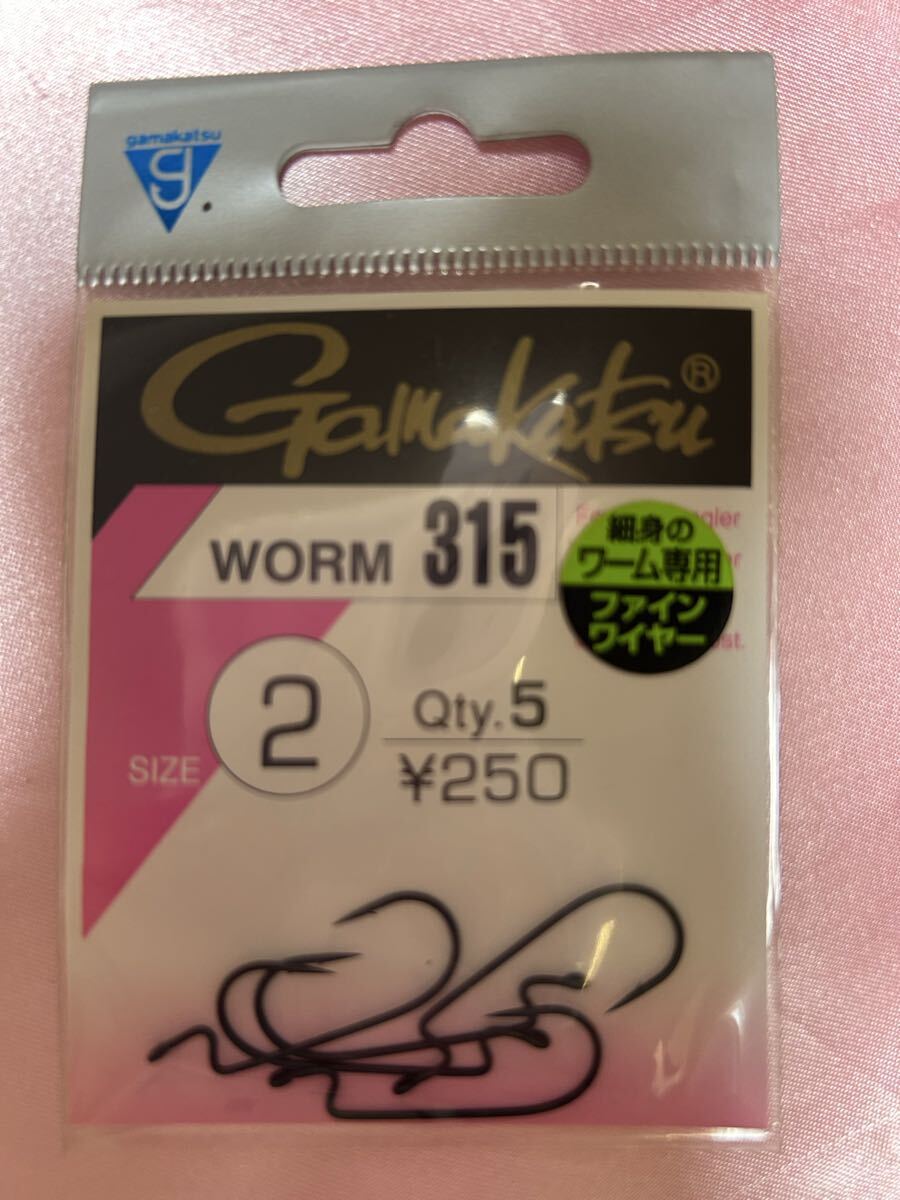 gamakatsu
Gamakatsu®
WORM 315
細身の
ワーム専用
ファイン
ワイヤー
SIZE 2
Qty.5
¥250